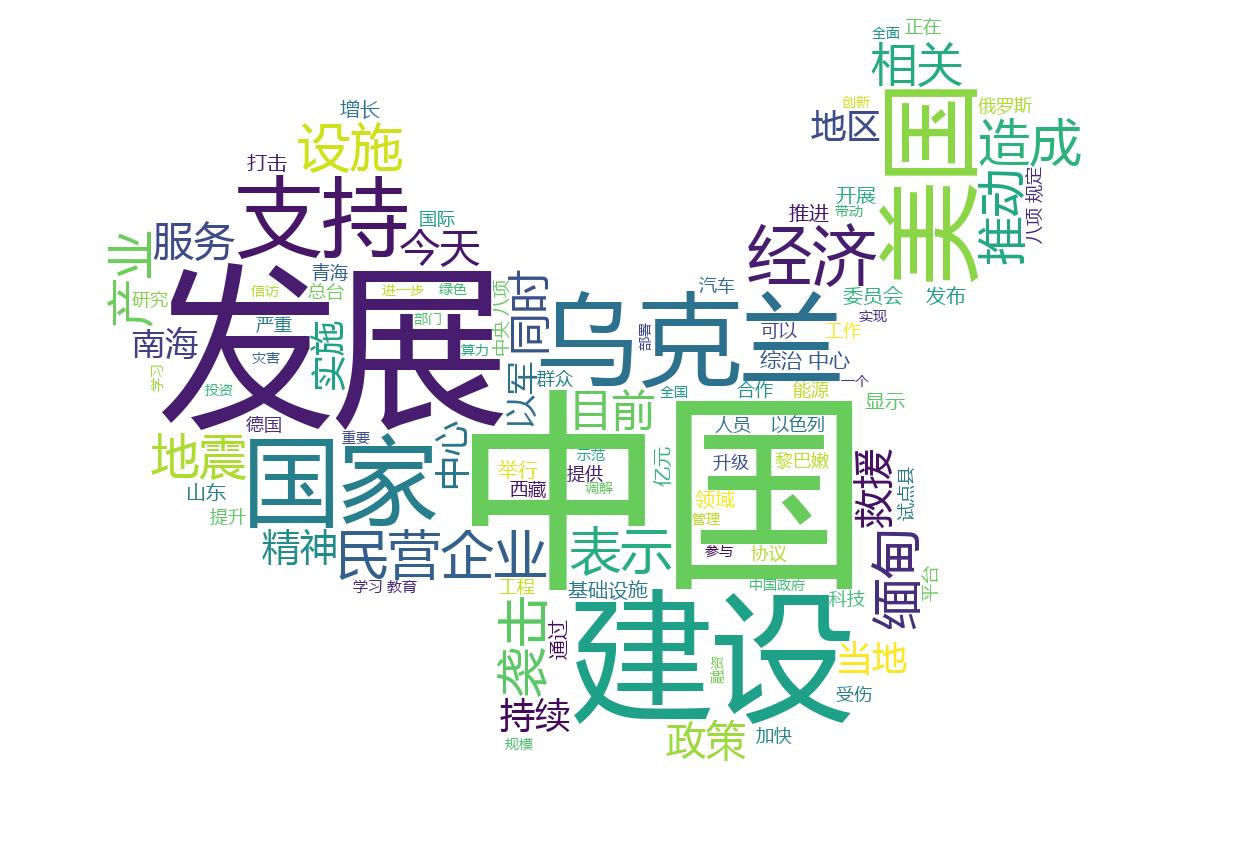 全面
正在
相关
创新
美国
俄罗斯
地区
造成
增长
设施
打击
支持
国际
今天
服务
产业
研究
南海
学习
青海
总台
信访
进一步
绿色
严重
部门
灾害
算力
实施
投资
发展
中央 八项
同时
以军
开展
带动
推进
经济
推动
八项 规定
委员会
发布
实现
汽车
乌克兰
部署
可以
工作
综治 中心
一个
群众
全国
合作
能源
显示
德国
重要
地震
国家
中心
山东
提升
精神
民营企业
学习 教育
目前
中国
示范
举行
提供
西藏
调解
亿元
人员
以色列
升级
黎巴嫩
领域
管理
参与
协议
救援
试点县
缅甸
平台
表示
工程
基础设施
中国政府
科技
袭击
通过
建设
融资
当地
受伤
持续
规模
政策
加快